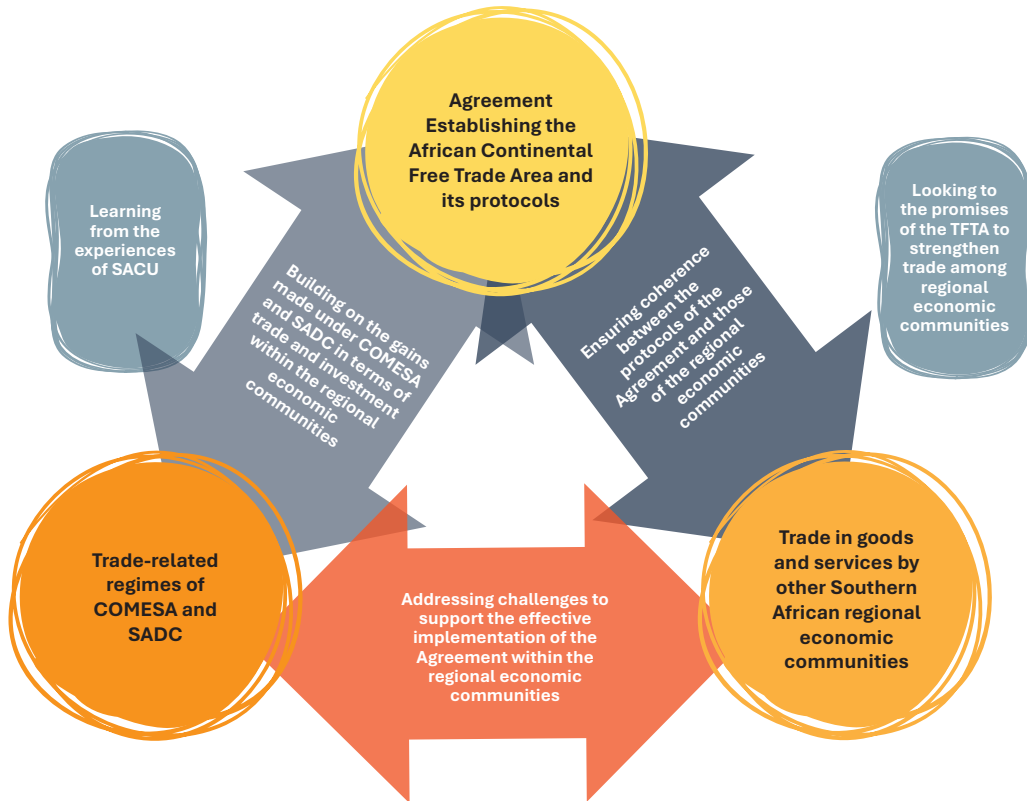 Agreement
Establishing the
African Continental
Free Trade Area and
its protocols
Learning
from the
experiences
of SACU
Looking to
the promises
of the TFTA to
strengthen
trade among
regional
economic
communities
Building on the gains
made under COMESA
and SADC in terms of
trade and investment
within the regional
economic
communities
Ensuring coherence
between the
protocols of the
Agreement and those
of the regional
economic
communities
Trade-related
regimes of
COMESA and
SADC
Addressing challenges to
support the effective
implementation of the
Agreement within the
regional economic
communities
Trade in goods
and services by
other Southern
African regional
economic
communities